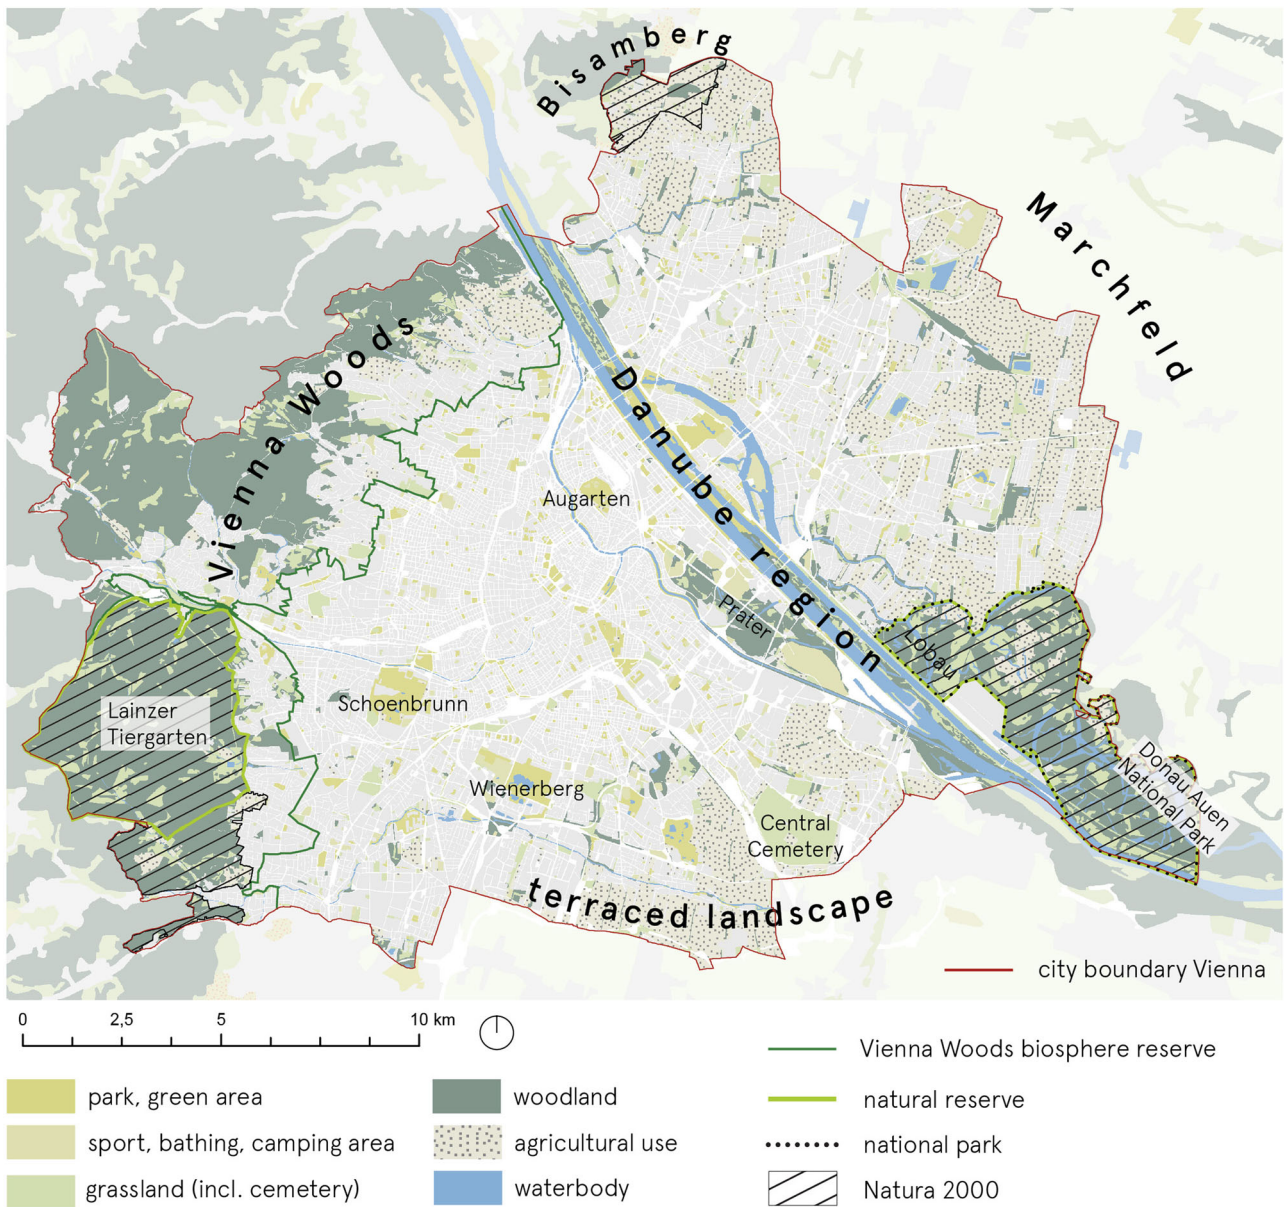 Bisamberg
Marchfeld
Vienna Woods
Danube region
Augarten
Prater
Lobau
Schoenbrunn
Lainzer
Tiergarten
Wienerberg
Donau Auen
National Park
Central
Cemetery
terraced landscape
city boundary Vienna
0 2,5 5 10 km
Vienna Woods biosphere reserve
park, green area
woodland
natural reserve
sport, bathing, camping area
agricultural use
national park
grassland (incl. cemetery)
waterbody
Natura 2000